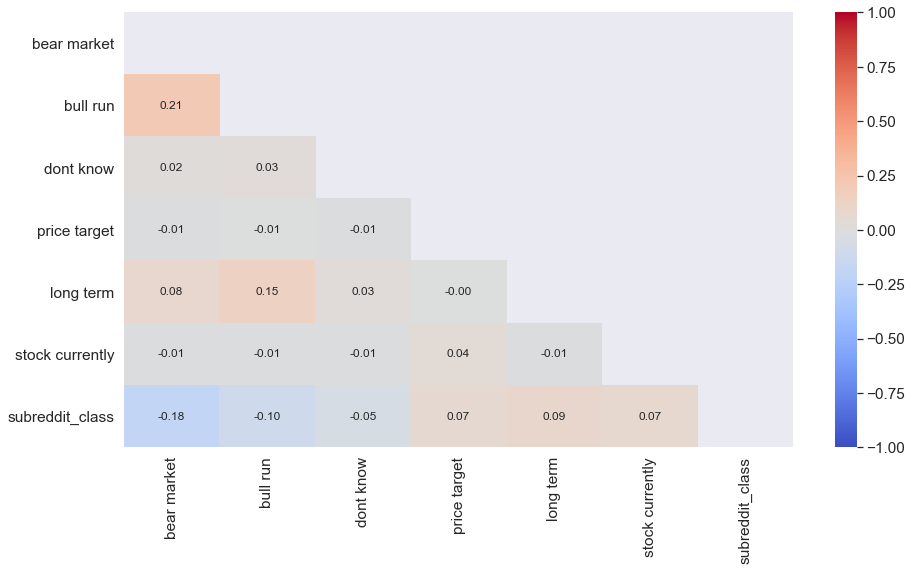 bear market
bull run 0.21
dont know 0.02 0.03
price target -0.01 -0.01 -0.01
long term 0.08 0.15 0.03 -0.00
stock currently -0.01 -0.01 -0.01 0.04 -0.01
subreddit_class -0.18 -0.10 -0.05 0.07 0.09 0.07
bear market
bull run
dont know
price target
long term
stock currently
subreddit_class
1.00
0.75
0.50
0.25
0.00
−0.25
−0.50
−0.75
−1.00